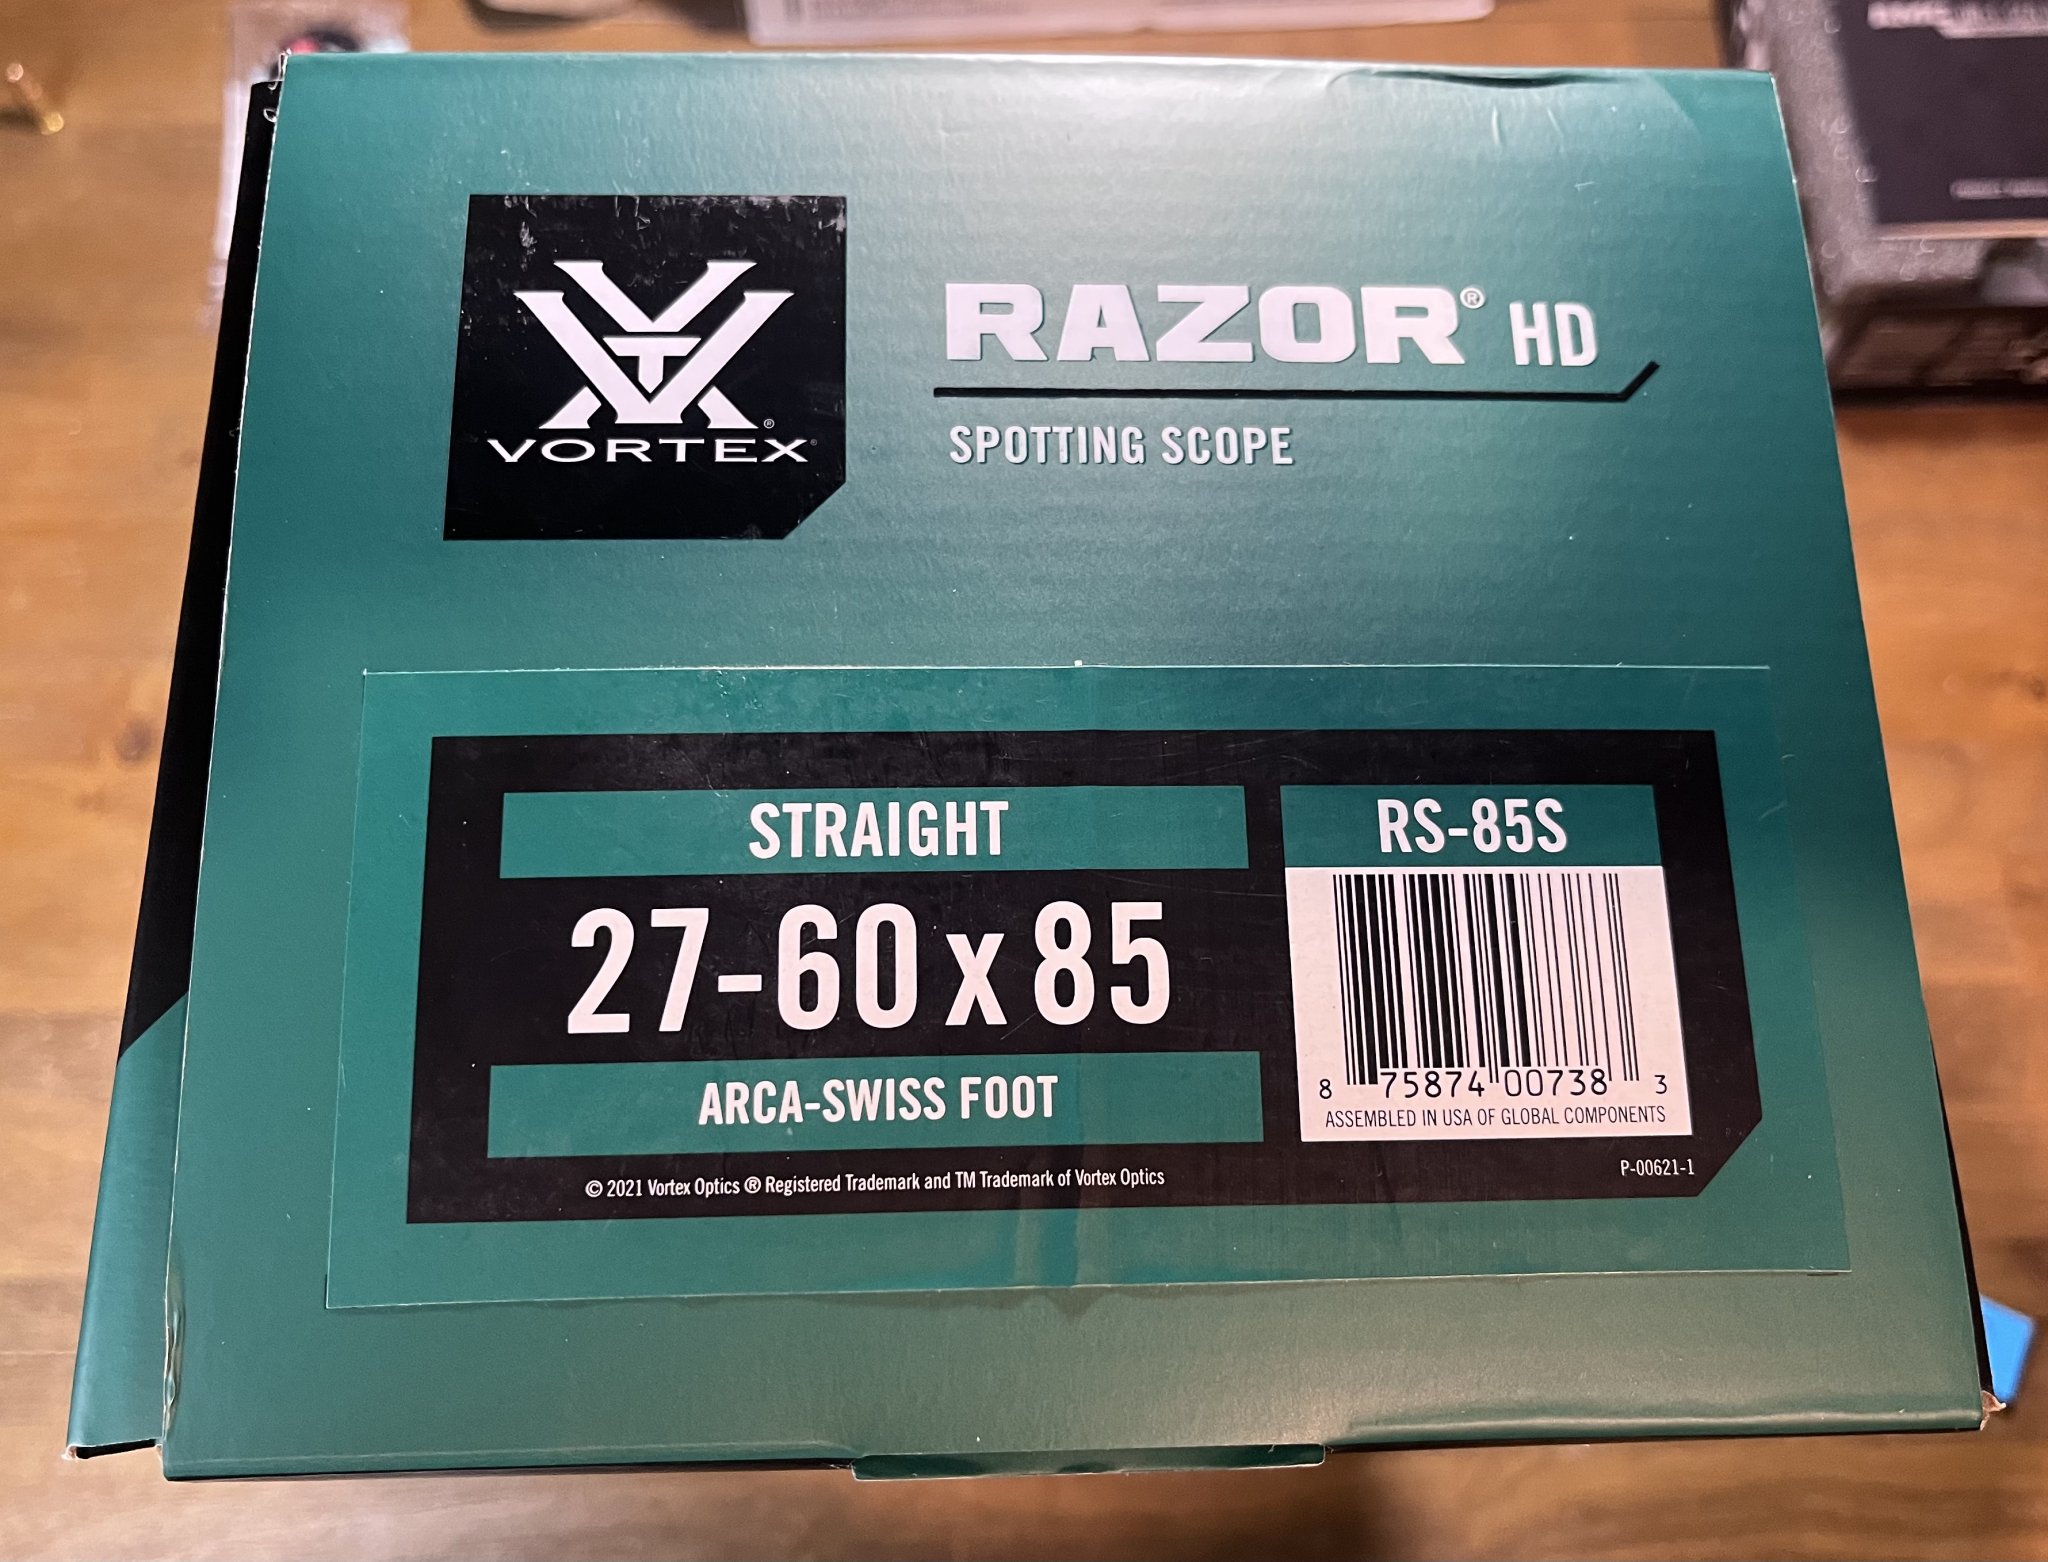 VORTEX®
RAZOR® HD
SPOTTING SCOPE
STRAIGHT
27-60 x 85
ARCA-SWISS FOOT
© 2021 Vortex Optics ® Registered Trademark and TM Trademark of Vortex Optics
RS-85S
8 75874 00738 3
ASSEMBLED IN USA OF GLOBAL COMPONENTS
P-00621-1